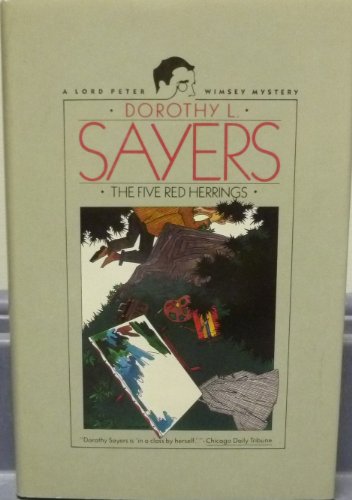 A LORD PETER WIMSEY MYSTERY
• DOROTHY L. •
SAYERS
• THE FIVE RED HERRINGS •
"Dorothy Sayers is 'in a class by herself.'" - Chicago Daily Tribune